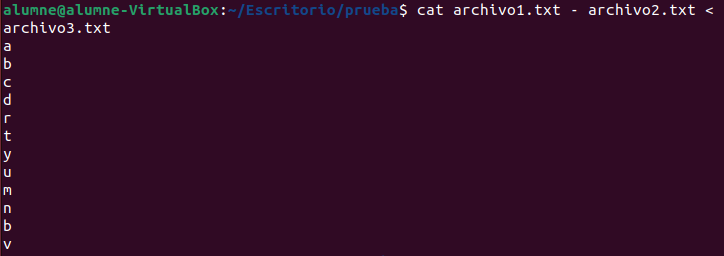 alumne@alumne-VirtualBox:~/Escritorio/prueba$ cat archivo1.txt - archivo2.txt <
archivo3.txt
a
b
c
d
r
t
y
u
m
n
b
v